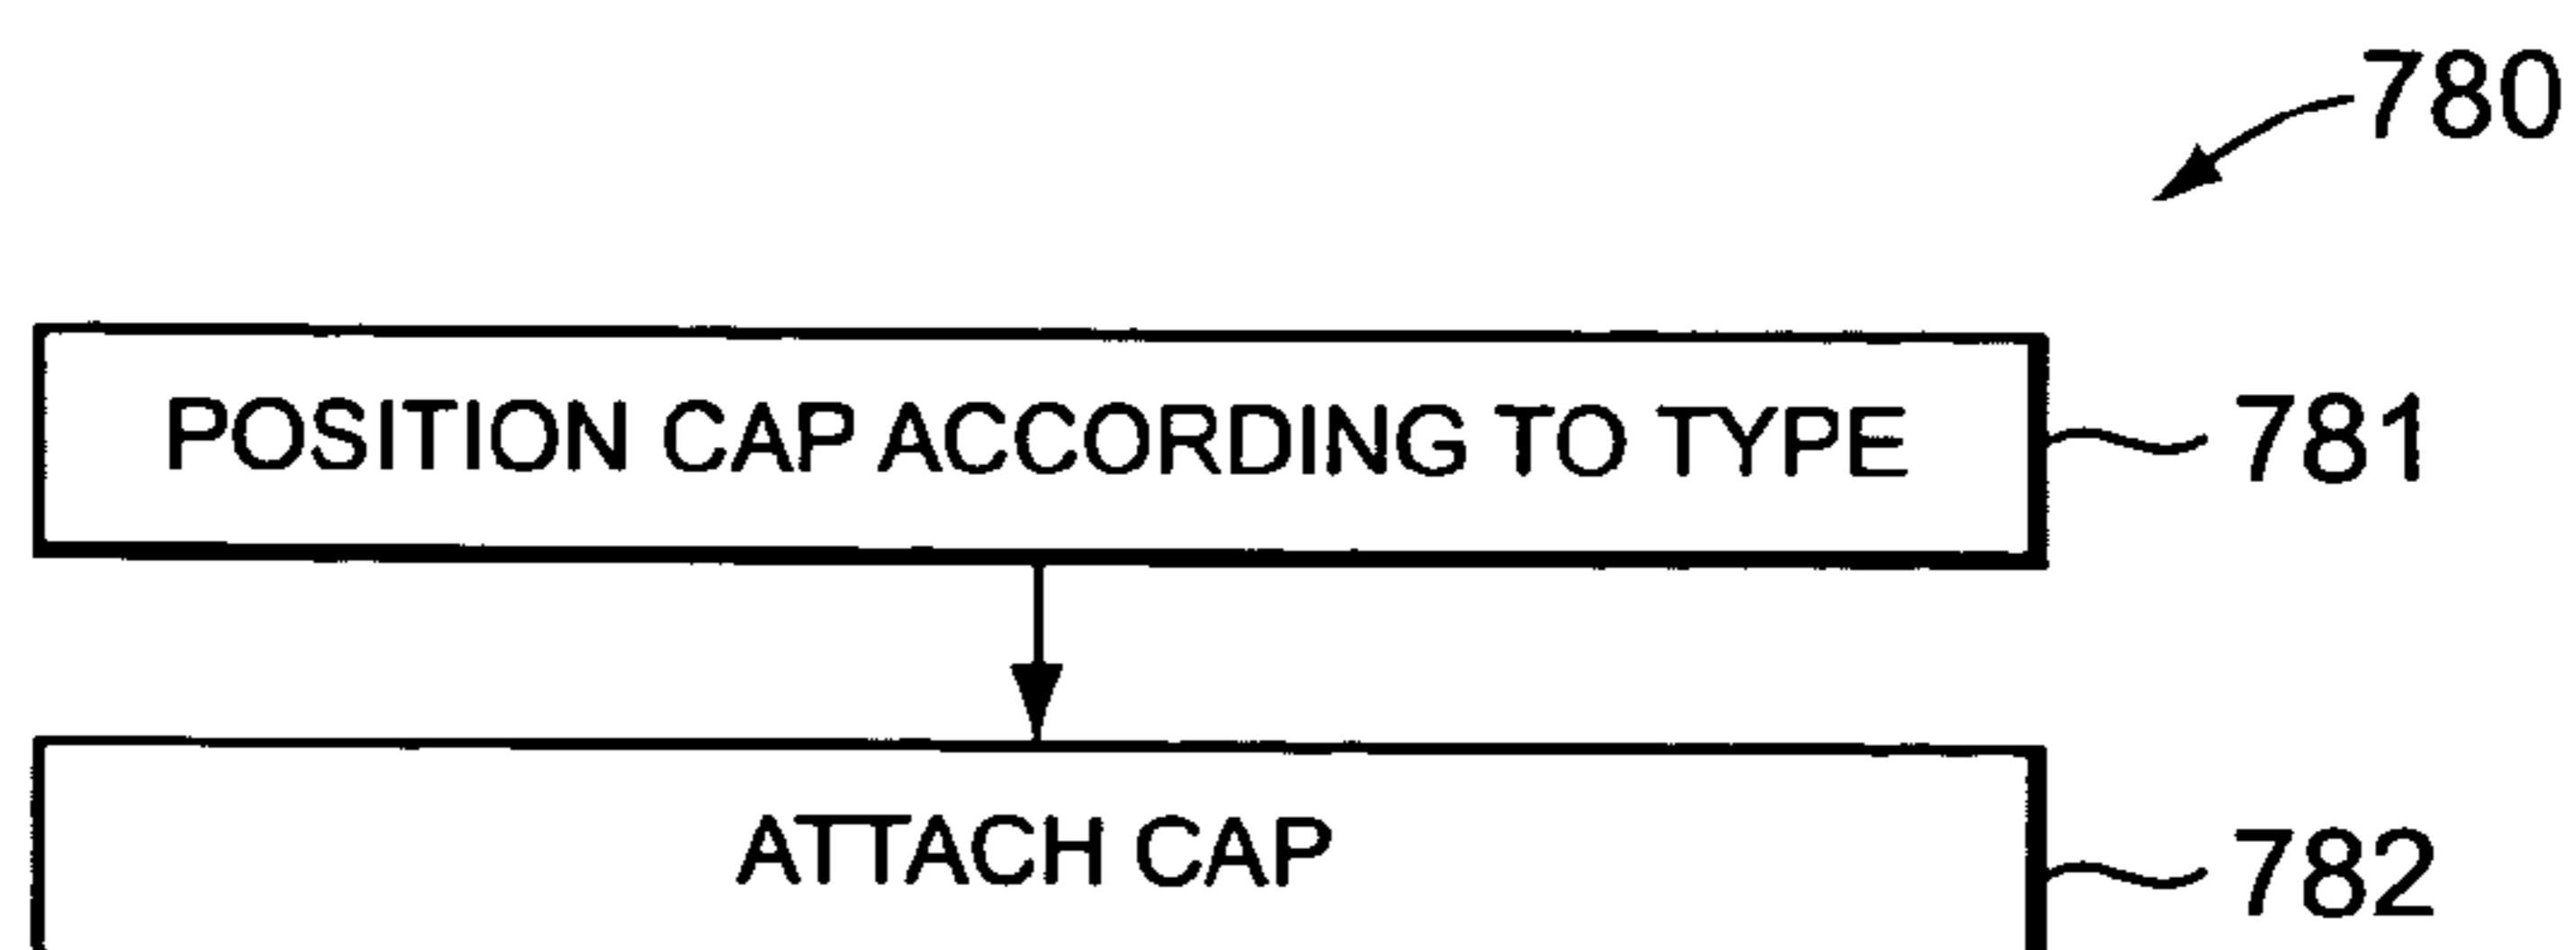 780
POSITION CAP ACCORDING TO TYPE
781
ATTACH CAP
782